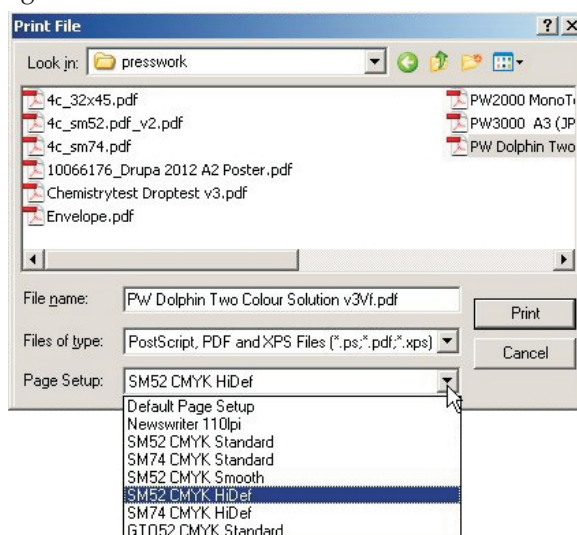 Print File
Look in: presswork
4c_32x45.pdf
4c_sm52.pdf_v2.pdf
4c_sm74.pdf
10066176_Drupa 2012 A2 Poster.pdf
Chemistrytest Droptest v3.pdf
Envelope.pdf
PW2000 MonoT
PW3000 A3 (JP
PW Dolphin Two
File name: PW Dolphin Two Colour Solution v3Vf.pdf
Print
Files of type: PostScript, PDF and XPS Files (*.ps;*.pdf;*.xps)
Cancel
Page Setup: SM52 CMYK HiDef
Default Page Setup
Newswriter 110lpi
SM52 CMYK Standard
SM74 CMYK Standard
SM52 CMYK Smooth
SM52 CMYK HiDef
SM74 CMYK HiDef
GTO52 CMYK Standard